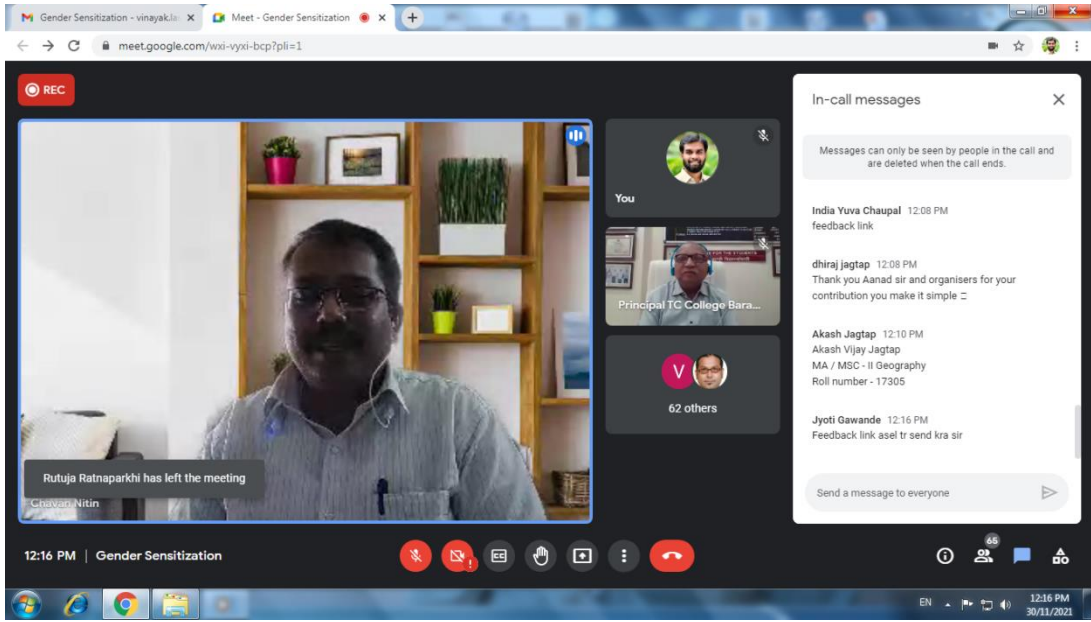 Gender Sensitization - vinayak.la
Meet - Gender Sensitization
meet.google.com/wxi-vyxi-bcp?pli=1
REC
You
Principal TC College Bara...
V
62 others
Rutuja Ratnaparkhi has left the meeting
Chavan Nitin
In-call messages
Messages can only be seen by people in the call and
are deleted when the call ends.
India Yuva Chaupal 12:08 PM
feedback link
dhiraj jagtap 12:08 PM
Thank you Aanad sir and organisers for your
contribution you make it simple
Akash Jagtap 12:10 PM
Akash Vijay Jagtap
MA / MSC - II Geography
Roll number - 17305
Jyoti Gawande 12:16 PM
Feedback link asel tr send kra sir
Send a message to everyone
12:16 PM | Gender Sensitization
CC
65
EN
12:16 PM
30/11/2021